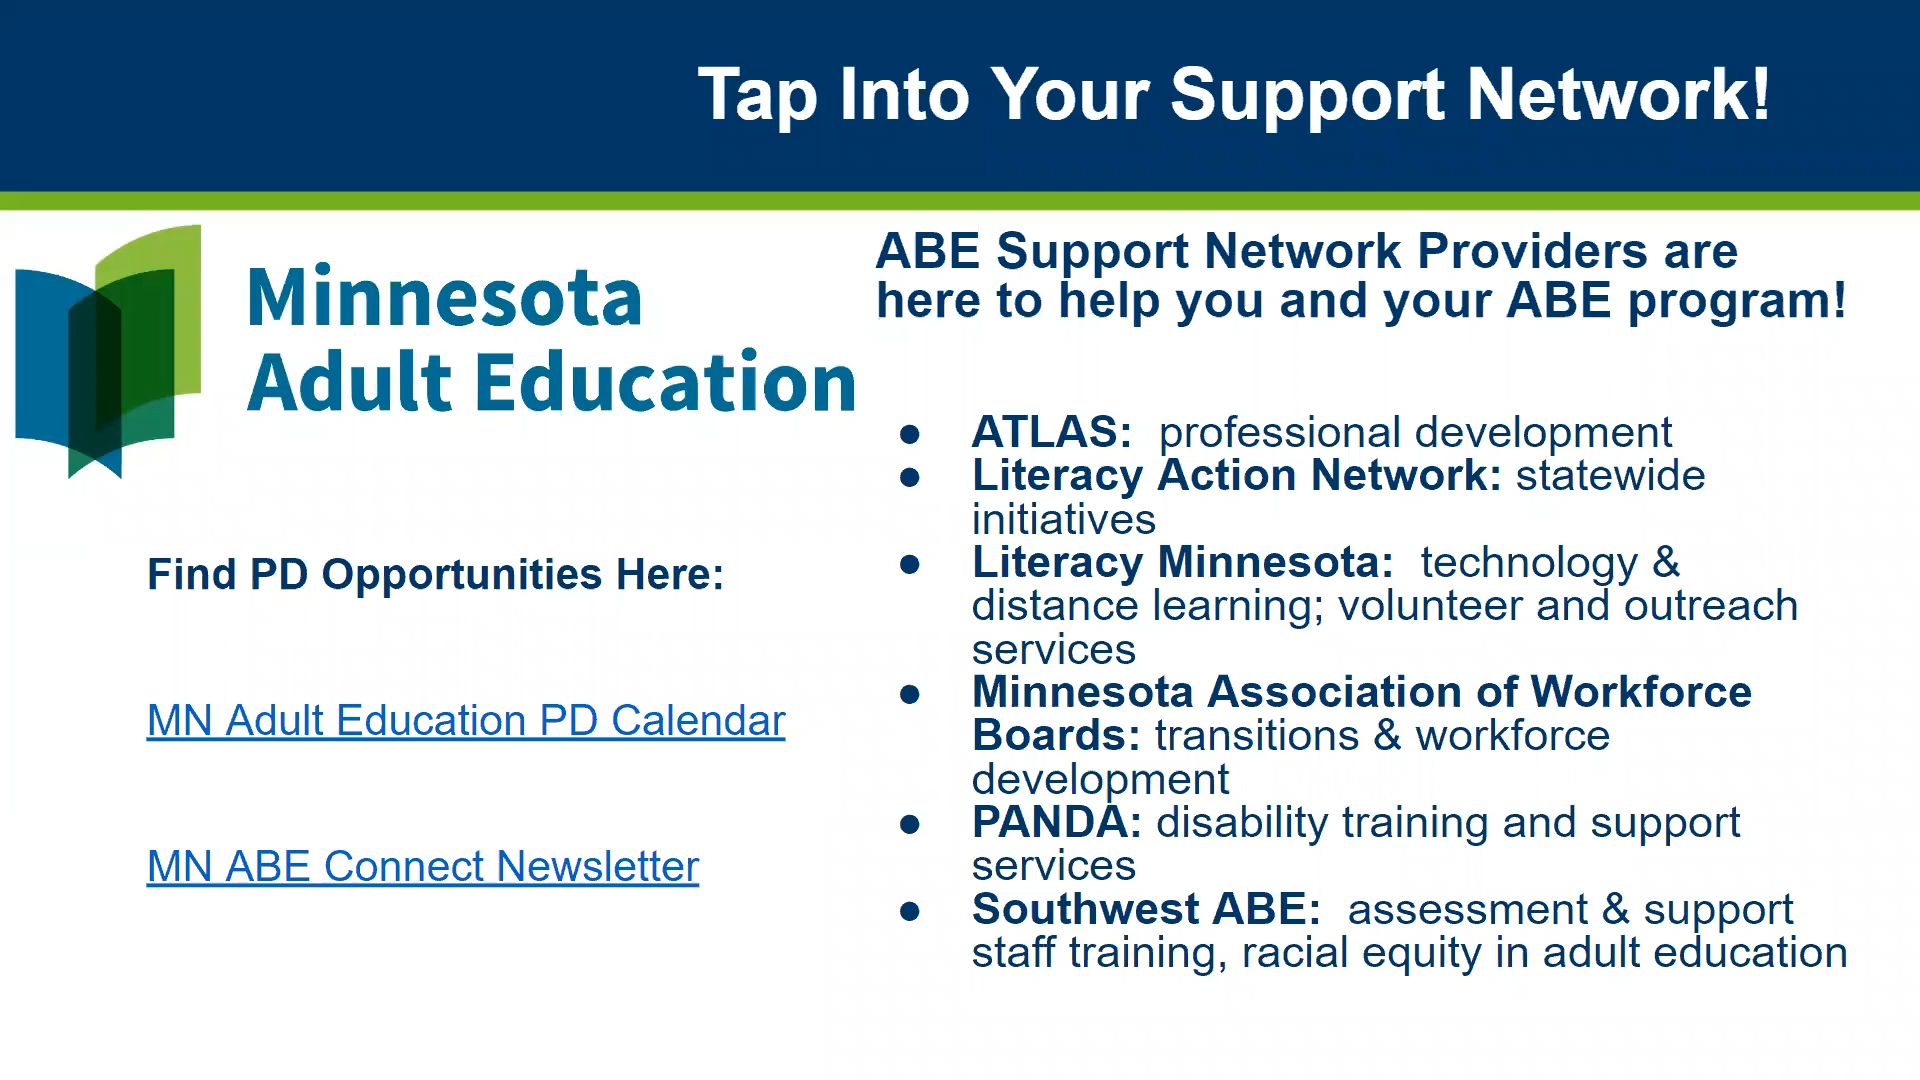 Tap Into Your Support Network!
Minnesota
Adult Education
Find PD Opportunities Here:
MN Adult Education PD Calendar
MN ABE Connect Newsletter
ABE Support Network Providers are
here to help you and your ABE program!
● ATLAS:  professional development
● Literacy Action Network: statewide
initiatives
● Literacy Minnesota:  technology &
distance learning; volunteer and outreach
services
● Minnesota Association of Workforce
Boards: transitions & workforce
development
● PANDA: disability training and support
services
● Southwest ABE:  assessment & support
staff training, racial equity in adult education